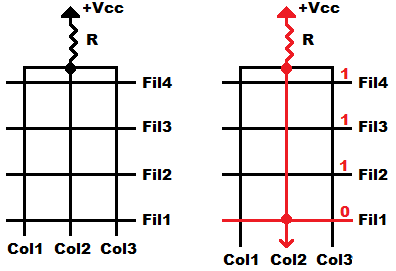 +Vcc
R
Fil4
Fil3
Fil2
Fil1
Col1 Col2 Col3
+Vcc
R
1 Fil4
1 Fil3
1 Fil2
0 Fil1
Col1 Col2 Col3